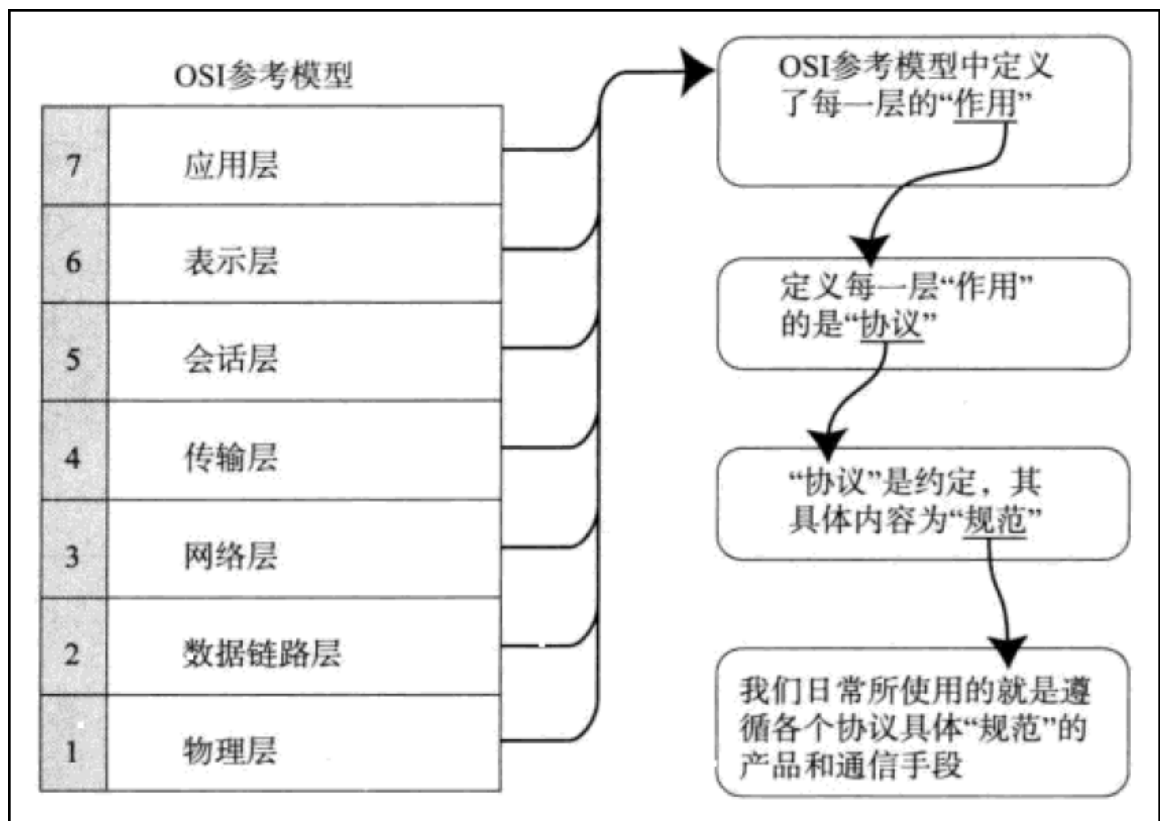 OSI参考模型
7 应用层
6 表示层
5 会话层
4 传输层
3 网络层
2 数据链路层
1 物理层
OSI参考模型中定义
了每一层的“作用”
定义每一层“作用”
的是“协议”
“协议”是约定，其
具体内容为“规范”
我们日常所使用的就是遵
循各个协议具体“规范”的
产品和通信手段